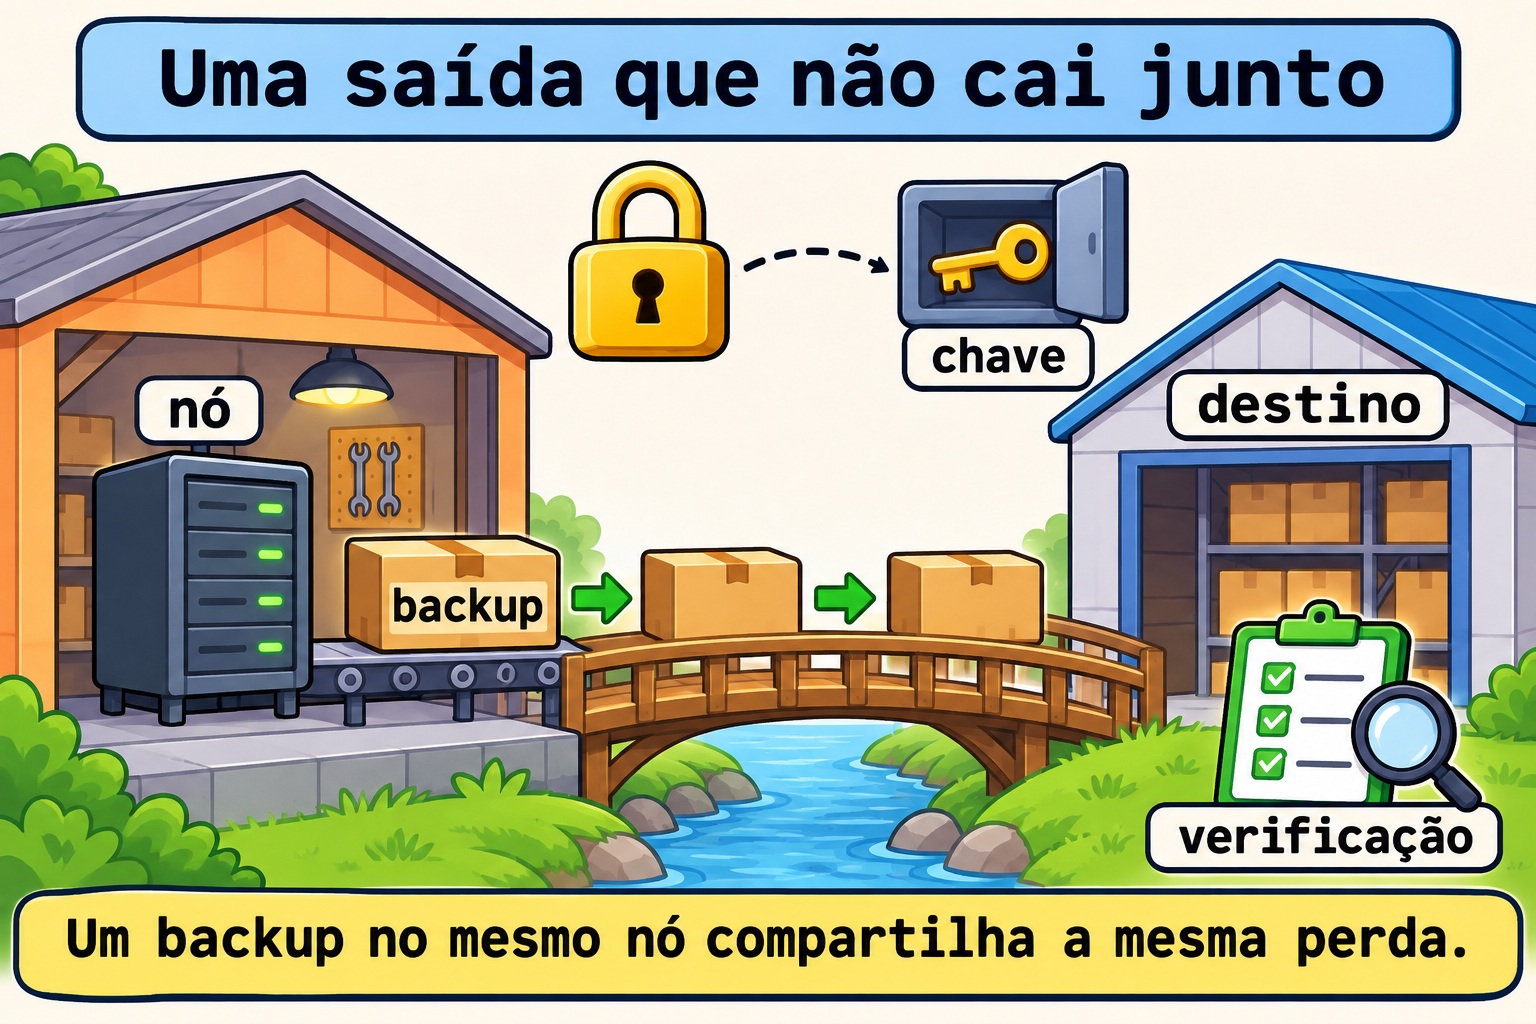 Uma saída que não cai junto
chave
destino
nó
backup
verificação
Um backup no mesmo nó compartilha a mesma perda.